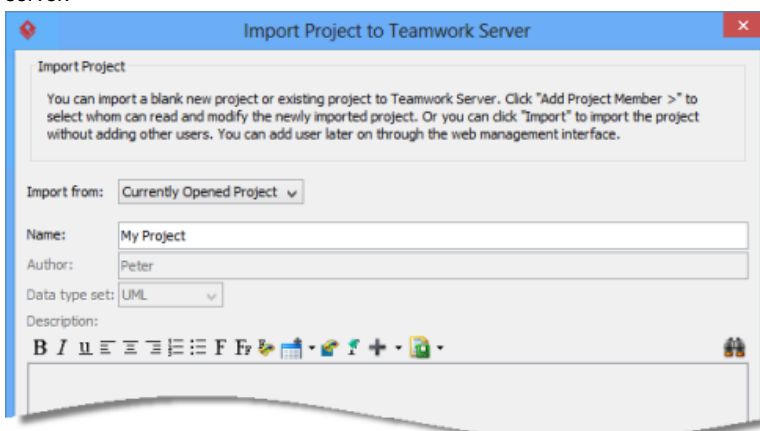 server.
Import Project to Teamwork Server
Import Project
You can import a blank new project or existing project to Teamwork Server. Click "Add Project Member >" to
select whom can read and modify the newly imported project. Or you can click "Import" to import the project
without adding other users. You can add user later on through the web management interface.
Import from: Currently Opened Project
Name: My Project
Author: Peter
Data type set: UML
Description:
B I u F